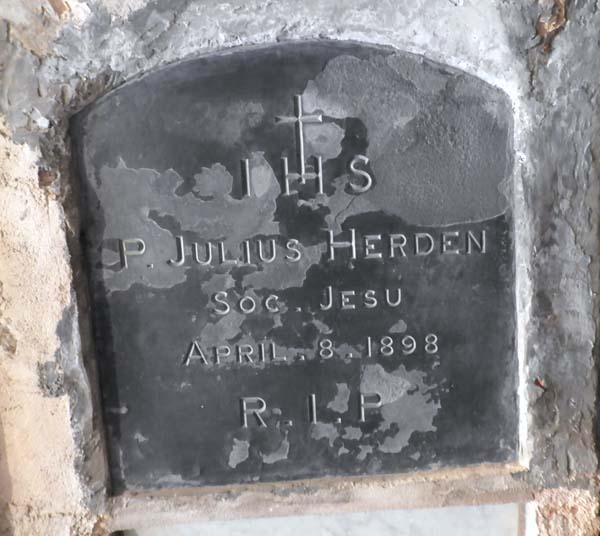 IHS
P. JULIUS HERDEN
SOC. JESU
APRIL. 8. 1898
R. I. P